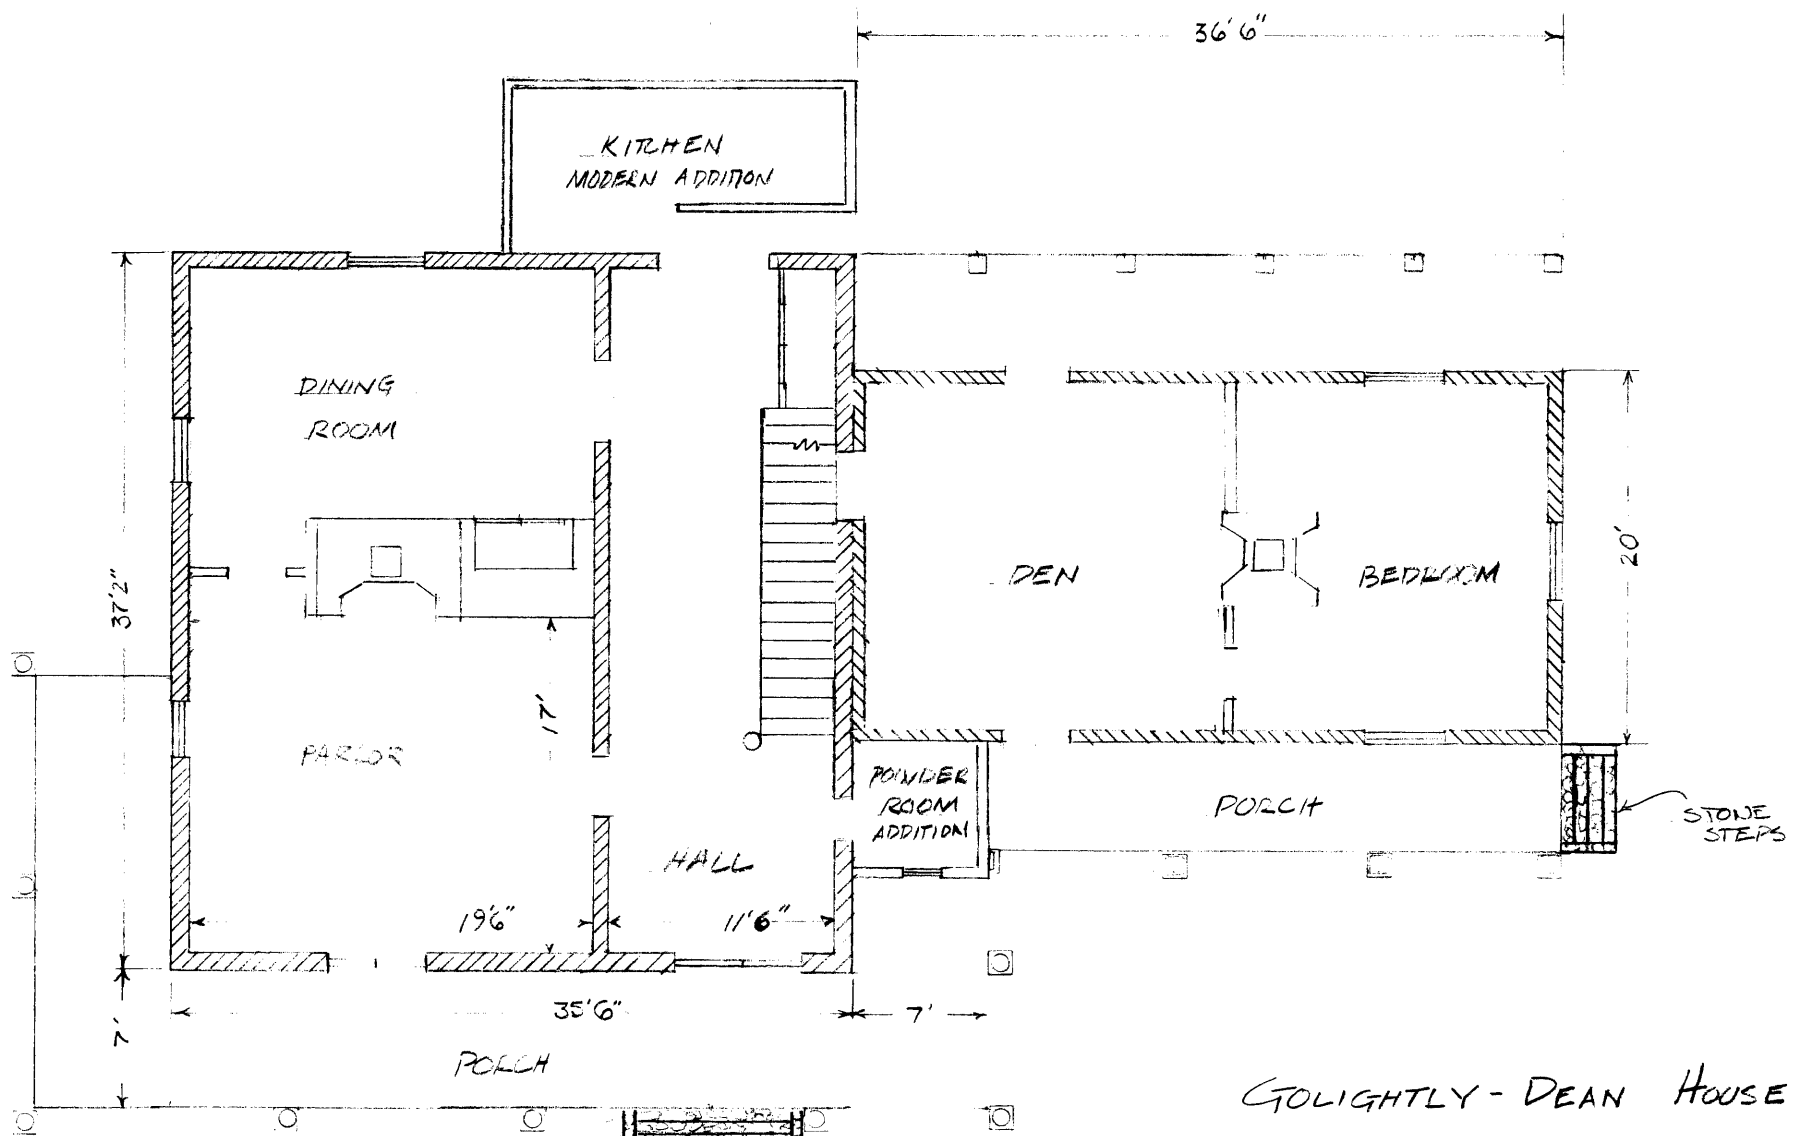 36'6"
KITCHEN
MODERN ADDITION
DINING
ROOM
37'2"
DEN
BEDROOM
20'
17'
PARLOR
POWDER
ROOM
ADDITION
PORCH
STONE
STEPS
HALL
19'6"
11'6"
35'6"
7'
7'
PORCH
GOLIGHTLY - DEAN HOUSE